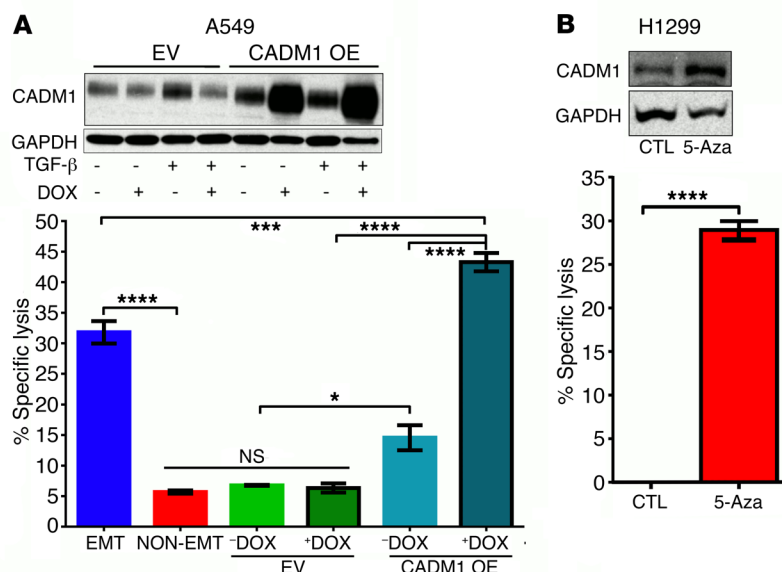 A
A549
EV CADM1 OE
CADM1
GAPDH
TGF-β - - + + - - + +
DOX - + - + - + - +
50
45
40
35
30
25
20
15
10
5
0
% Specific lysis
***
****
****
****
*
NS
EMT NON-EMT -DOX +DOX -DOX +DOX
EV CADM1 OE
B
H1299
CADM1
GAPDH
CTL 5-Aza
35
30
25
20
15
10
5
0
% Specific lysis
****
CTL 5-Aza